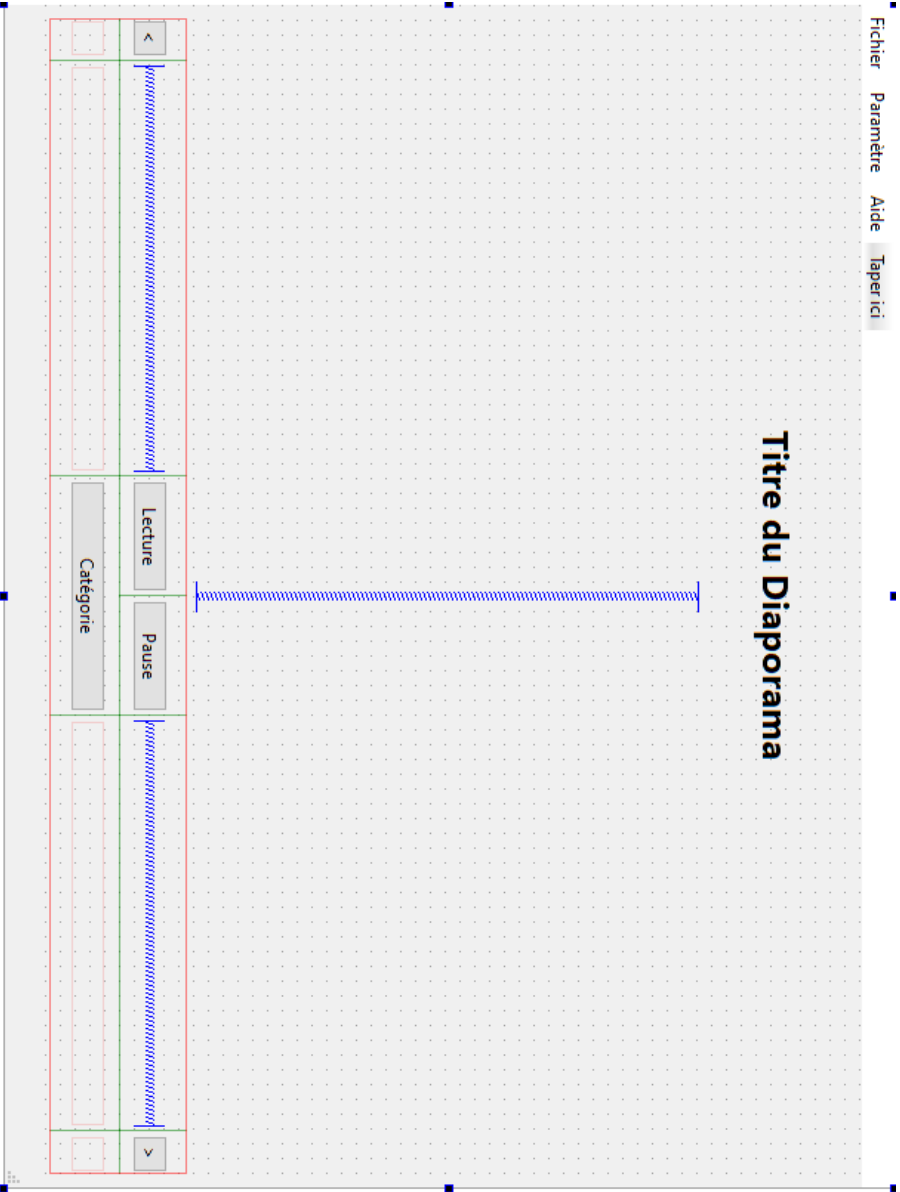 Fichier Paramètre Aide Taper ici
Titre du Diaporama
< Lecture Pause >
Catégorie